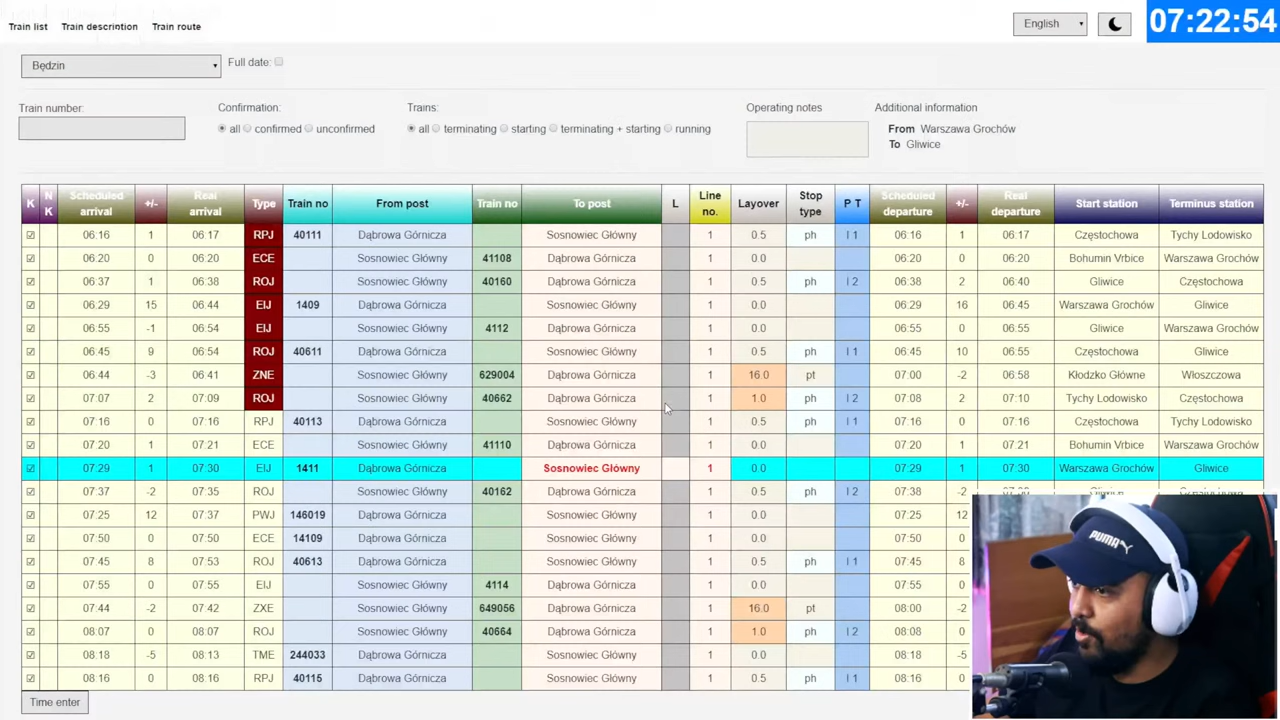 Train list Train description Train route English 07:22:54
Będzin Full date:
Train number: Confirmation: Trains: Operating notes Additional information
all confirmed unconfirmed all terminating starting terminating + starting running From Warszawa Grochów
To Gliwice
K N K Scheduled arrival +/- Real arrival Type Train no From post Train no To post L Line no. Layover Stop type P T Scheduled departure +/- Real departure Start station Terminus station
06:16 1 06:17 RPJ 40111 Dąbrowa Górnicza Sosnowiec Główny 1 0.5 ph I 1 06:16 1 06:17 Częstochowa Tychy Lodowisko
06:20 0 06:20 ECE Sosnowiec Główny 41108 Dąbrowa Górnicza 1 0.0 06:20 0 06:20 Bohumin Vrbice Warszawa Grochów
06:37 1 06:38 ROJ Sosnowiec Główny 40160 Dąbrowa Górnicza 1 0.5 ph I 2 06:38 2 06:40 Gliwice Częstochowa
06:29 15 06:44 EIJ 1409 Dąbrowa Górnicza Sosnowiec Główny 1 0.0 06:29 16 06:45 Warszawa Grochów Gliwice
06:55 -1 06:54 EIJ Sosnowiec Główny 4112 Dąbrowa Górnicza 1 0.0 06:55 0 06:55 Gliwice Warszawa Grochów
06:45 9 06:54 ROJ 40611 Dąbrowa Górnicza Sosnowiec Główny 1 0.5 ph I 1 06:45 10 06:55 Częstochowa Gliwice
06:44 -3 06:41 ZNE Sosnowiec Główny 629004 Dąbrowa Górnicza 1 16.0 pt 07:00 -2 06:58 Kłodzko Główne Włoszczowa
07:07 2 07:09 ROJ Sosnowiec Główny 40662 Dąbrowa Górnicza 1 1.0 ph I 2 07:08 2 07:10 Tychy Lodowisko Częstochowa
07:16 0 07:16 RPJ 40113 Dąbrowa Górnicza Sosnowiec Główny 1 0.5 ph I 1 07:16 0 07:16 Częstochowa Tychy Lodowisko
07:20 1 07:21 ECE Sosnowiec Główny 41110 Dąbrowa Górnicza 1 0.0 07:20 1 07:21 Bohumin Vrbice Warszawa Grochów
07:29 1 07:30 EIJ 1411 Dąbrowa Górnicza Sosnowiec Główny 1 0.0 07:29 1 07:30 Warszawa Grochów Gliwice
07:37 -2 07:35 ROJ Sosnowiec Główny 40162 Dąbrowa Górnicza 1 0.5 ph I 2 07:38 -2 Gliwice
07:25 12 07:37 PWJ 146019 Dąbrowa Górnicza Sosnowiec Główny 1 0.0 07:25 12
07:50 0 07:50 ECE 14109 Dąbrowa Górnicza Sosnowiec Główny 1 0.0 07:50 0
07:45 8 07:53 ROJ 40613 Dąbrowa Górnicza Sosnowiec Główny 1 0.5 ph I 1 07:45 8
07:55 0 07:55 EIJ Sosnowiec Główny 4114 Dąbrowa Górnicza 1 0.0 07:55 0
07:44 -2 07:42 ZXE Sosnowiec Główny 649056 Dąbrowa Górnicza 1 16.0 pt 08:00 -2
08:07 0 08:07 ROJ Sosnowiec Główny 40664 Dąbrowa Górnicza 1 1.0 ph I 2 08:08 0
08:18 -5 08:13 TME 244033 Dąbrowa Górnicza Sosnowiec Główny 1 0.0 08:18 -5
08:16 0 08:16 RPJ 40115 Dąbrowa Górnicza Sosnowiec Główny 1 0.5 ph I 1 08:16 0
Time enter
PUMA